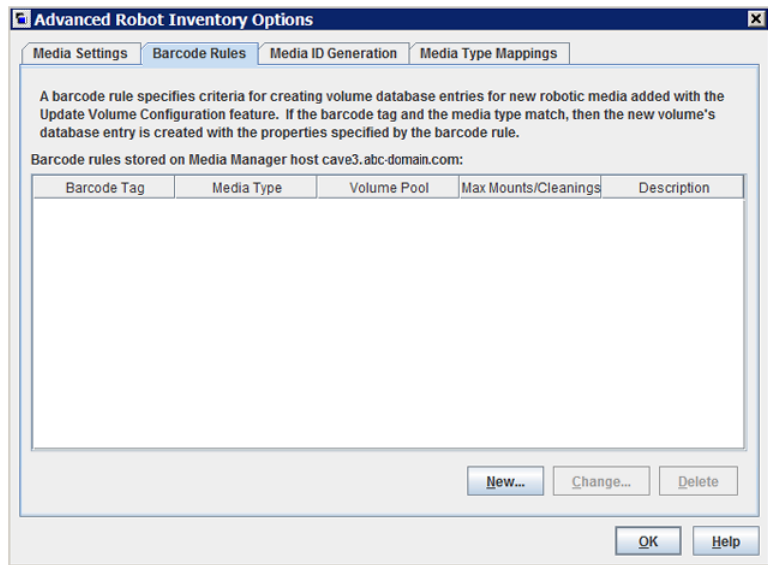 Advanced Robot Inventory Options
Media Settings Barcode Rules Media ID Generation Media Type Mappings
A barcode rule specifies criteria for creating volume database entries for new robotic media added with the
Update Volume Configuration feature. If the barcode tag and the media type match, then the new volume's
database entry is created with the properties specified by the barcode rule.
Barcode rules stored on Media Manager host cave3.abc-domain.com:
Barcode Tag Media Type Volume Pool Max Mounts/Cleanings Description
New... Change... Delete
OK Help